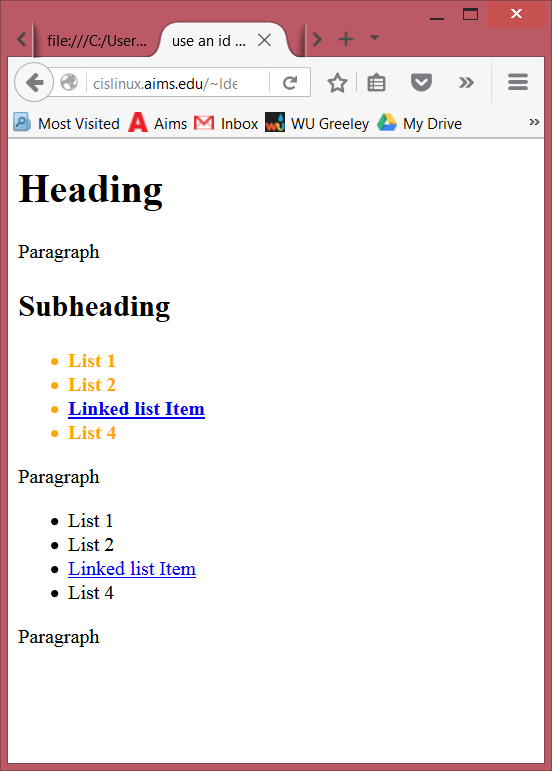 file:///C:/User... use an id ...
cislinux.aims.edu/~lde
Most Visited Aims Inbox WU Greeley My Drive
Heading
Paragraph
Subheading
List 1
List 2
Linked list Item
List 4
Paragraph
List 1
List 2
Linked list Item
List 4
Paragraph